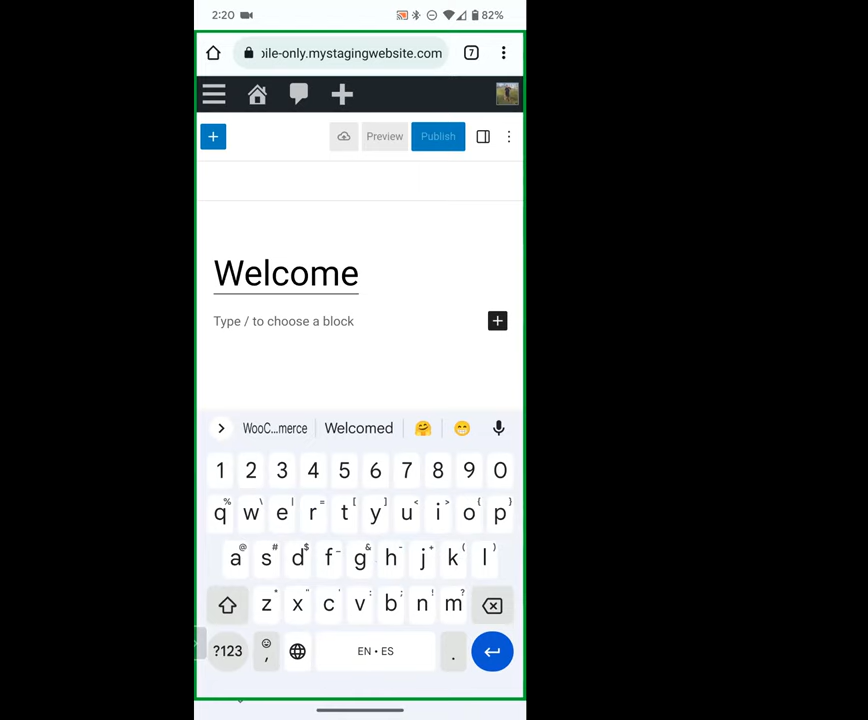 2:20 82%
ile-only.mystagingwebsite.com 7
Preview Publish
Welcome
Type / to choose a block
WooC...merce Welcomed
1 2 3 4 5 6 7 8 9 0
% \ | = [ ] < > { }
q w e r t y u i o p
@ # $ - & - + ( )
a s d f g h j k l
* " ' : ; ! ?
z x c v b n m
?123 , EN • ES .